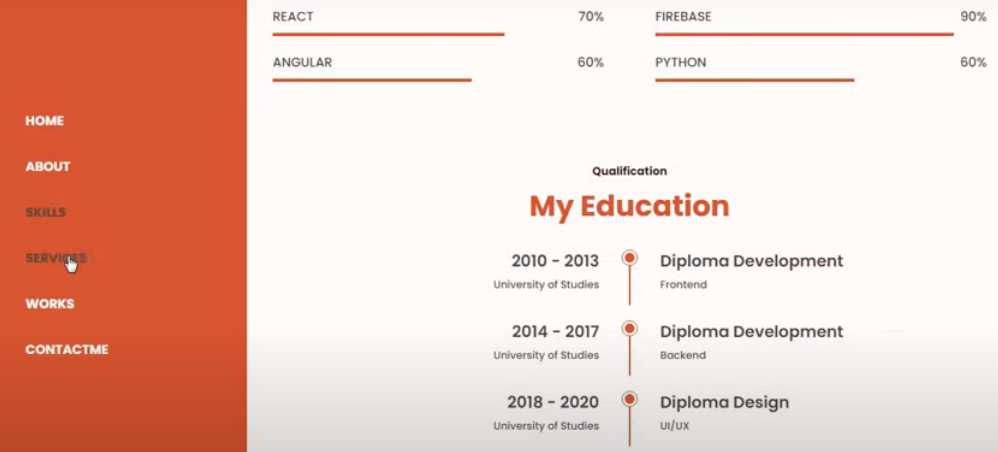 REACT 70%
FIREBASE 90%
ANGULAR 60%
PYTHON 60%
HOME
ABOUT
SKILLS
SERVICES
WORKS
CONTACTME
Qualification
My Education
2010 - 2013
University of Studies
Diploma Development
Frontend
2014 - 2017
University of Studies
Diploma Development
Backend
2018 - 2020
University of Studies
Diploma Design
UI/UX